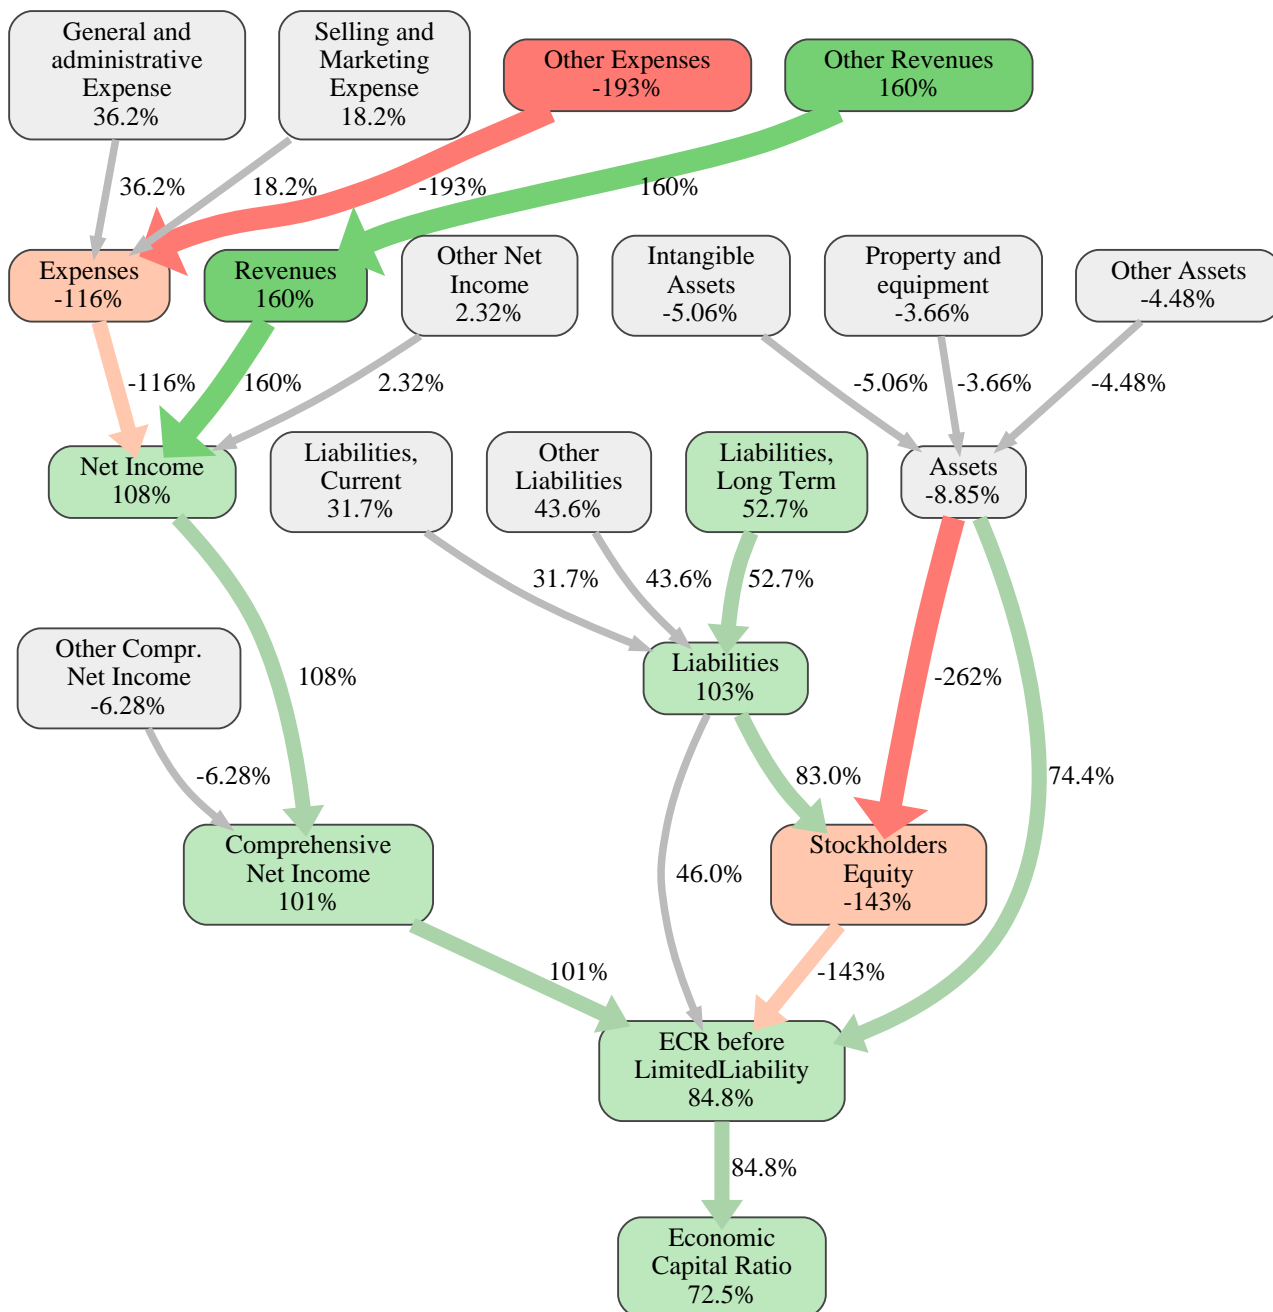 General and
administrative
Expense
36.2%
Selling and
Marketing
Expense
18.2%
Other Expenses
-193%
Other Revenues
160%
36.2%
18.2%
-193%
160%
Expenses
-116%
Revenues
160%
Other Net
Income
2.32%
Intangible
Assets
-5.06%
Property and
equipment
-3.66%
Other Assets
-4.48%
-116%
160%
2.32%
-5.06%
-3.66%
-4.48%
Net Income
108%
Liabilities,
Current
31.7%
Other
Liabilities
43.6%
Liabilities,
Long Term
52.7%
Assets
-8.85%
31.7%
43.6%
52.7%
Other Compr.
Net Income
-6.28%
108%
Liabilities
103%
-262%
-6.28%
83.0%
74.4%
Comprehensive
Net Income
101%
46.0%
Stockholders
Equity
-143%
101%
-143%
ECR before
LimitedLiability
84.8%
84.8%
Economic
Capital Ratio
72.5%